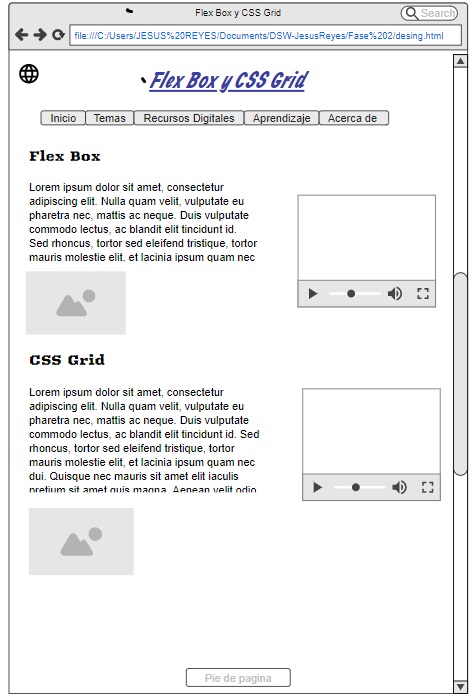 Flex Box y CSS Grid
Search
file:///C:/Users/JESUS%20REYES/Documents/DSW-JesusReyes/Fase%202/desing.html
Flex Box y CSS Grid
Inicio Temas Recursos Digitales Aprendizaje Acerca de
Flex Box
Lorem ipsum dolor sit amet, consectetur
adipiscing elit. Nulla quam velit, vulputate eu
pharetra nec, mattis ac neque. Duis vulputate
commodo lectus, ac blandit elit tincidunt id.
Sed rhoncus, tortor sed eleifend tristique, tortor
mauris molestie elit, et lacinia ipsum quam nec
CSS Grid
Lorem ipsum dolor sit amet, consectetur
adipiscing elit. Nulla quam velit, vulputate eu
pharetra nec, mattis ac neque. Duis vulputate
commodo lectus, ac blandit elit tincidunt id. Sed
rhoncus, tortor sed eleifend tristique, tortor
mauris molestie elit, et lacinia ipsum quam nec
dui. Quisque nec mauris sit amet elit iaculis
pretium sit amet quis magna. Aenean velit odio
Pie de pagina